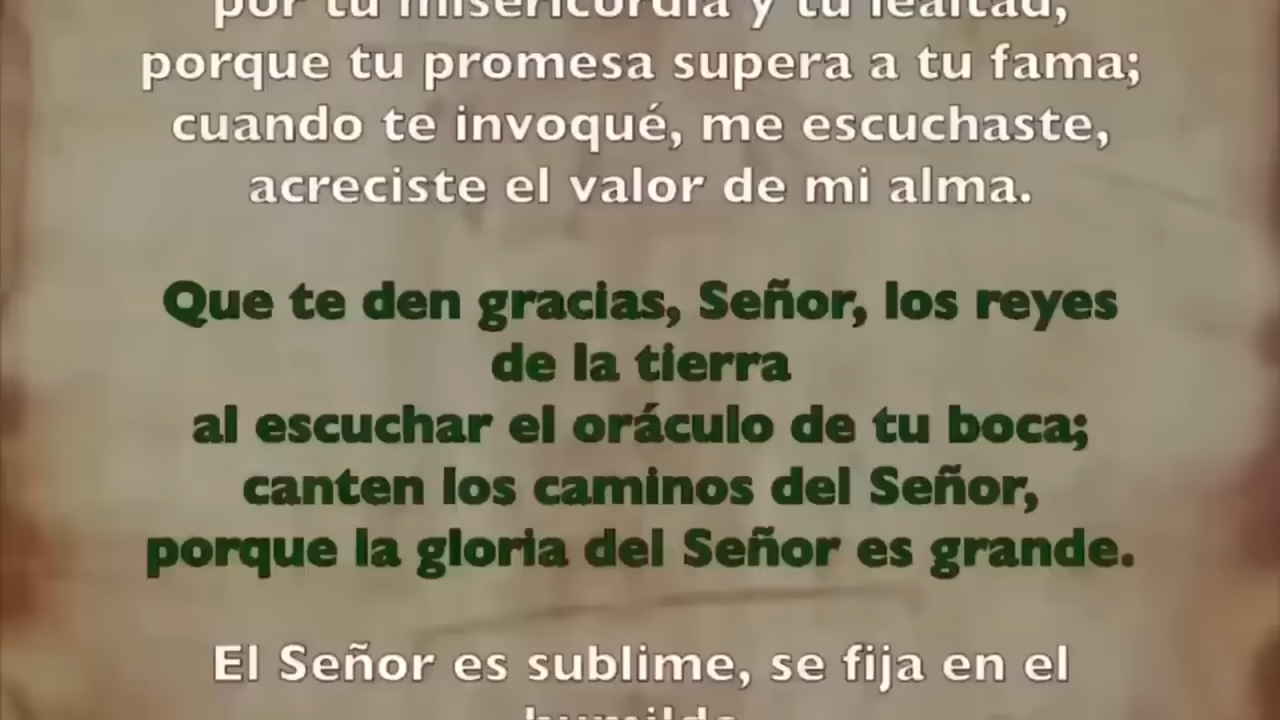 por tu misericordia y tu lealtad,
porque tu promesa supera a tu fama;
cuando te invoqué, me escuchaste,
acreciste el valor de mi alma.
Que te den gracias, Señor, los reyes
de la tierra
al escuchar el oráculo de tu boca;
canten los caminos del Señor,
porque la gloria del Señor es grande.
El Señor es sublime, se fija en el